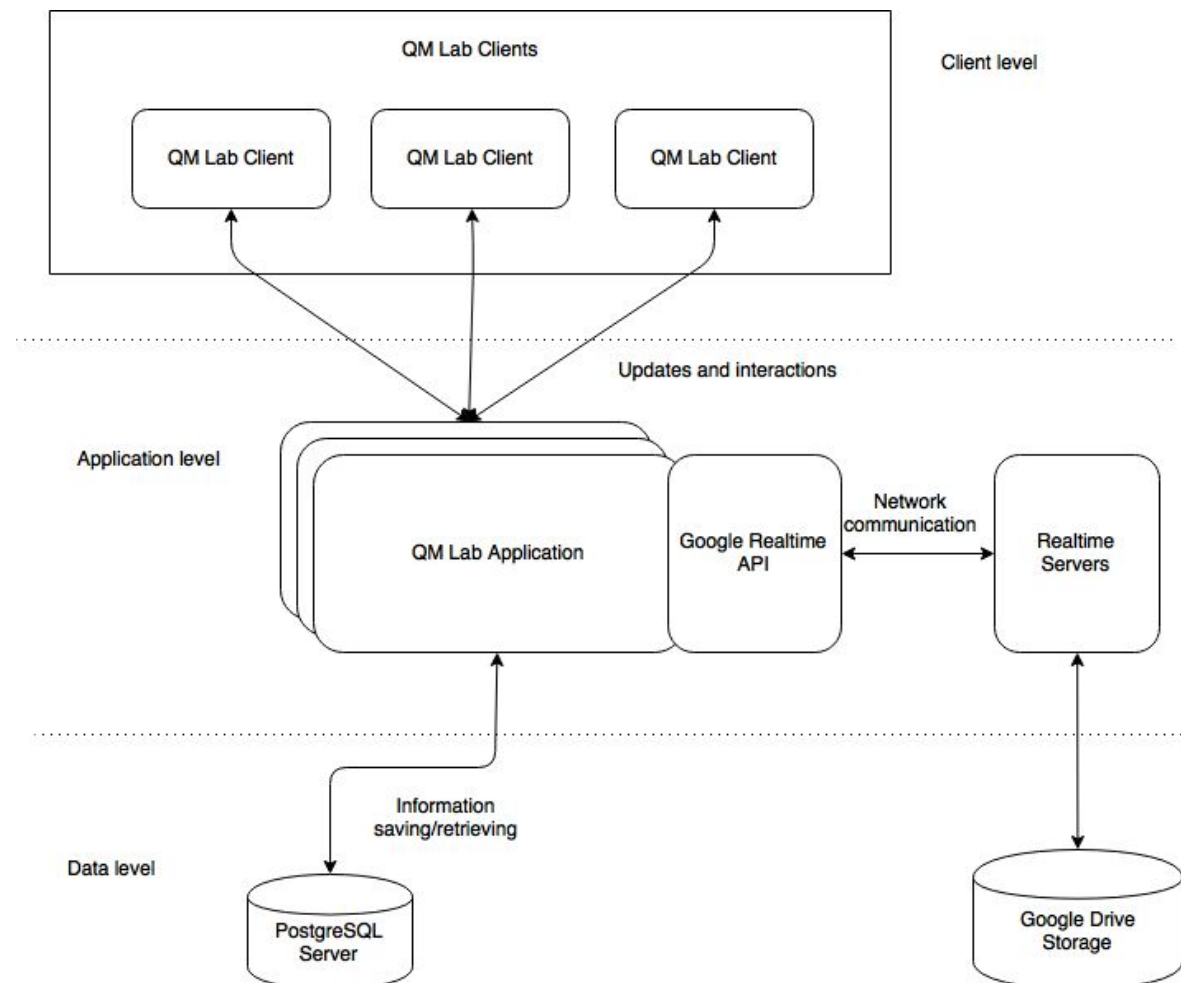 QM Lab Clients
Client level
QM Lab Client
QM Lab Client
QM Lab Client
Updates and interactions
Application level
QM Lab Application
Google Realtime
API
Network
communication
Realtime
Servers
Information
saving/retrieving
Data level
PostgreSQL
Server
Google Drive
Storage